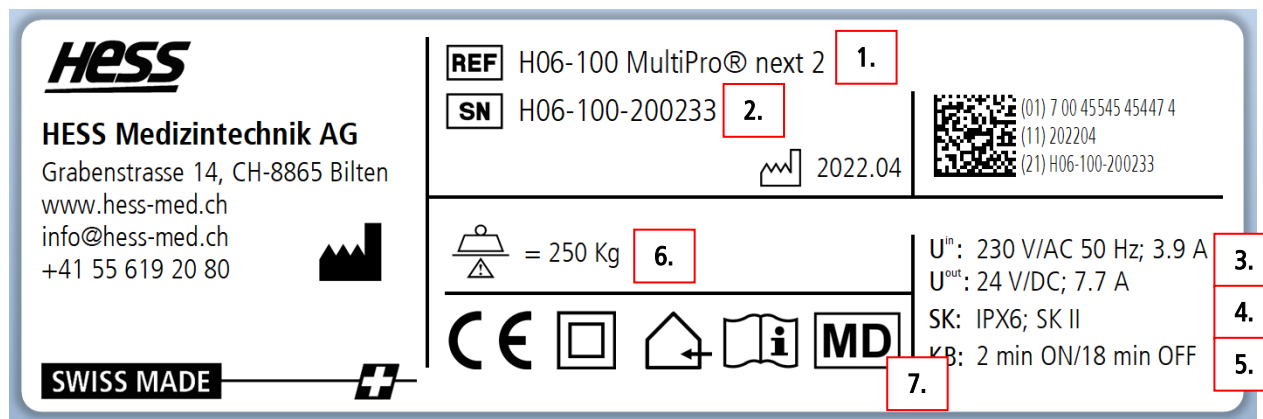 Hess
HESS Medizintechnik AG
Grabenstrasse 14, CH-8865 Bilten
www.hess-med.ch
info@hess-med.ch
+41 55 619 20 80
SWISS MADE
REF H06-100 MultiPro® next 2 1.
SN H06-100-200233 2.
2022.04
(01) 7 00 45545 45447 4
(11) 202204
(21) H06-100-200233
= 250 Kg 6.
CE i MD 7.
Uin: 230 V/AC 50 Hz; 3.9 A 3.
Uout: 24 V/DC; 7.7 A
SK: IPX6; SK II 4.
KB: 2 min ON/18 min OFF 5.